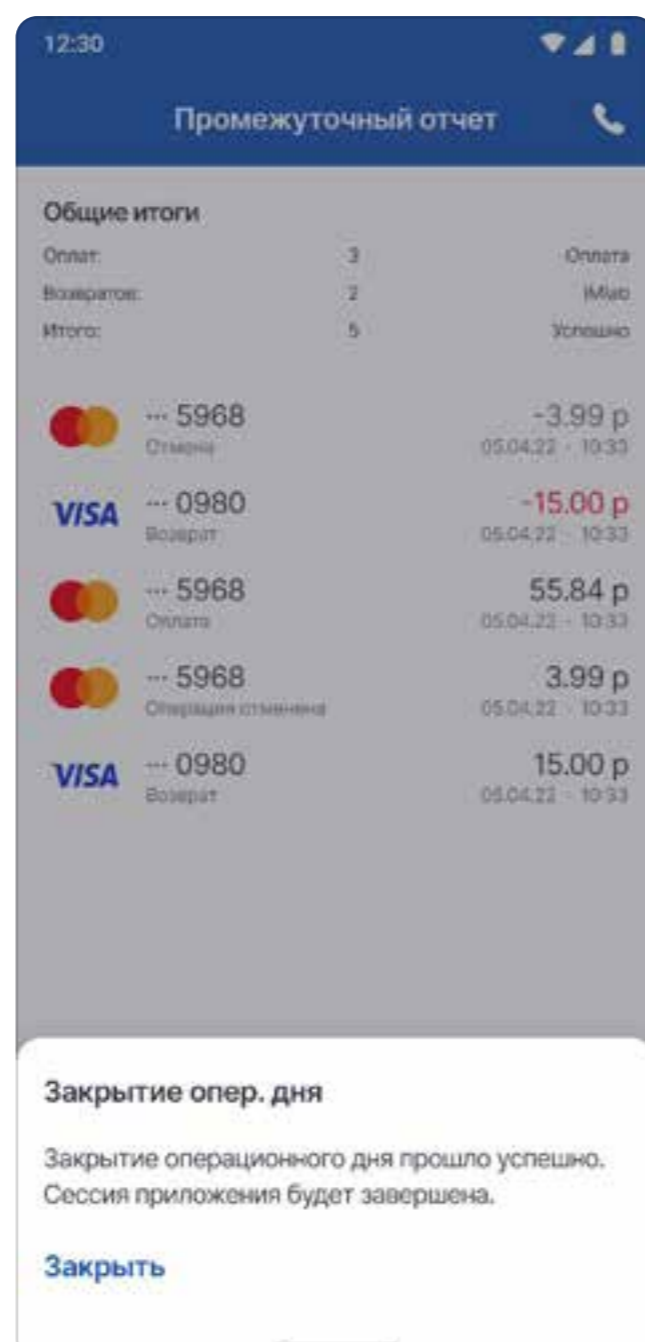 12:30
Промежуточный отчет
Общие итоги
Оплат: 3 Оплата
Возвратов: 2
Итого: 5 Успешно
··· 5968 -3.99 р
Отмена 05.04.22 - 10:33
VISA ··· 0980 -15.00 р
Возврат 05.04.22 - 10:33
··· 5968 55.84 р
Оплата 05.04.22 - 10:33
··· 5968 3.99 р
Операция отменена 05.04.22 - 10:33
VISA ··· 0980 15.00 р
Возврат 05.04.22 - 10:33
Закрытие опер. дня
Закрытие операционного дня прошло успешно.
Сессия приложения будет завершена.
Закрыть